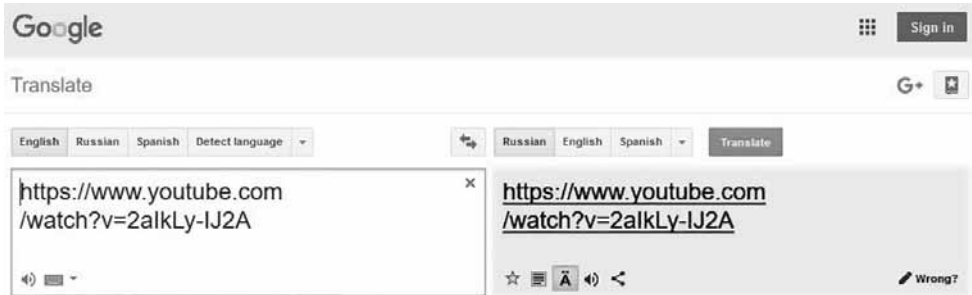 Google
Sign in
Translate
G+
English Russian Spanish Detect language
Russian English Spanish Translate
https://www.youtube.com
/watch?v=2aIkLy-IJ2A
×
https://www.youtube.com
/watch?v=2aIkLy-IJ2A
Ä
Wrong?